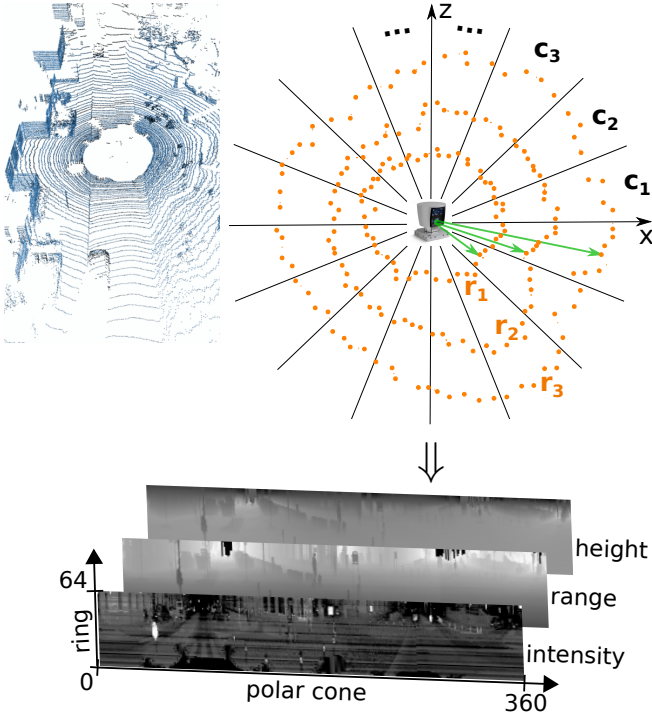 z
...
...
c3
c2
c1
x
r1
r2
r3
height
range
intensity
64
ring
0
polar cone
360